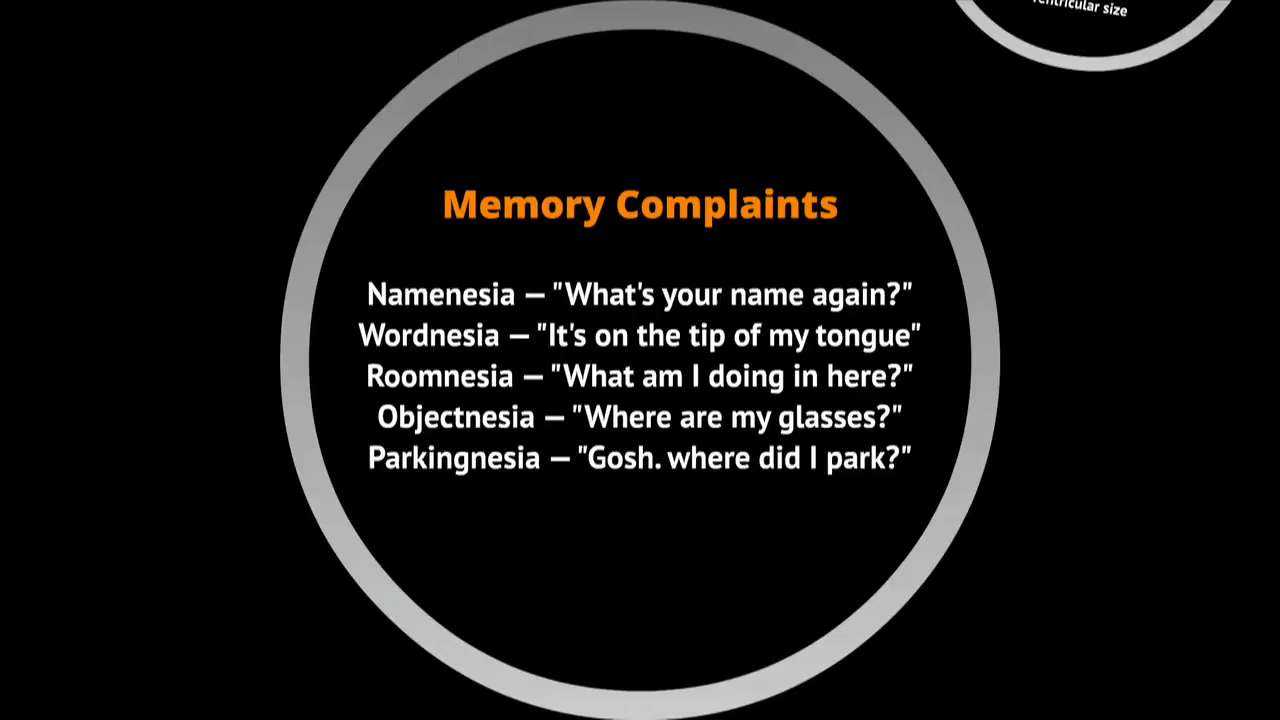 size
Memory Complaints
Namenesia — "What's your name again?"
Wordnesia — "It's on the tip of my tongue"
Roomnesia — "What am I doing in here?"
Objectnesia — "Where are my glasses?"
Parkingnesia — "Gosh. where did I park?"